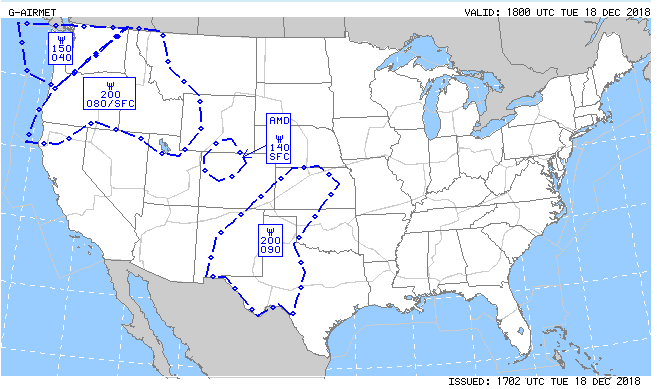 G-AIRMET
VALID: 1800 UTC TUE 18 DEC 2018
150
040
200
080/SFC
AMD
140
SFC
200
090
ISSUED: 1702 UTC TUE 18 DEC 2018